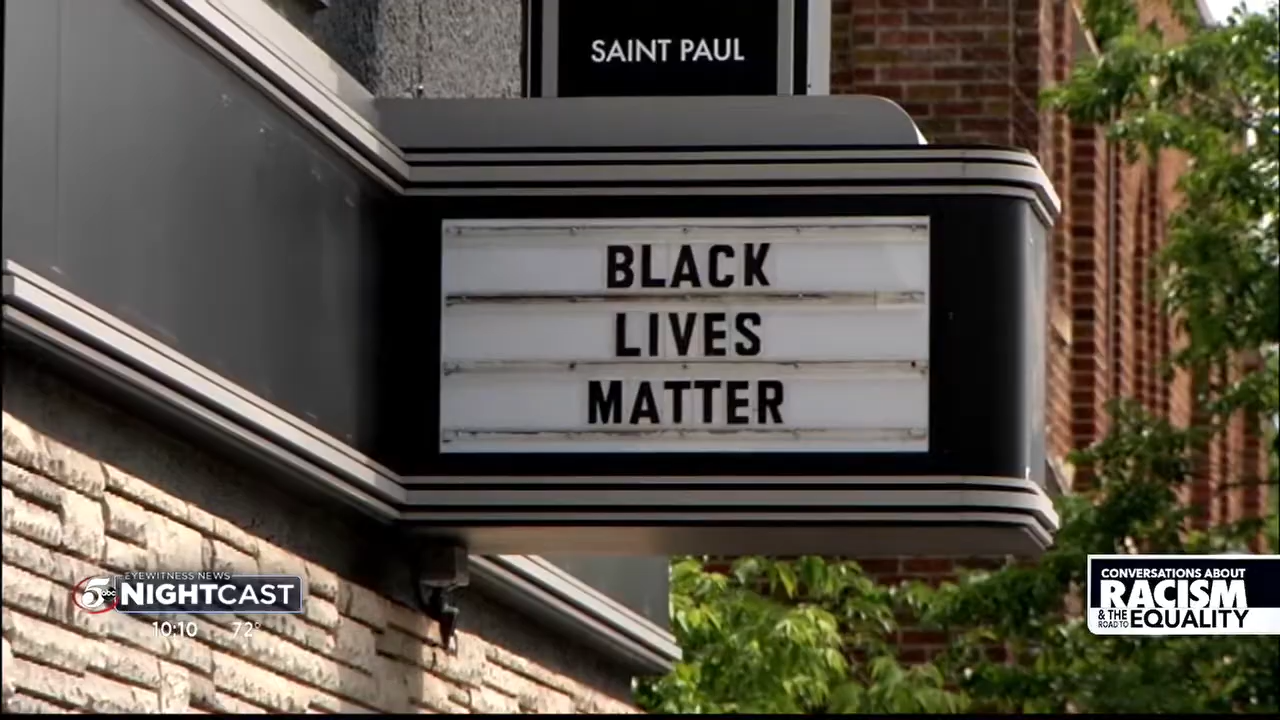 SAINT PAUL
BLACK
LIVES
MATTER
EYEWITNESS NEWS
5 abc NIGHTCAST
10:10 72°
CONVERSATIONS ABOUT
RACISM
& THE ROAD TO EQUALITY